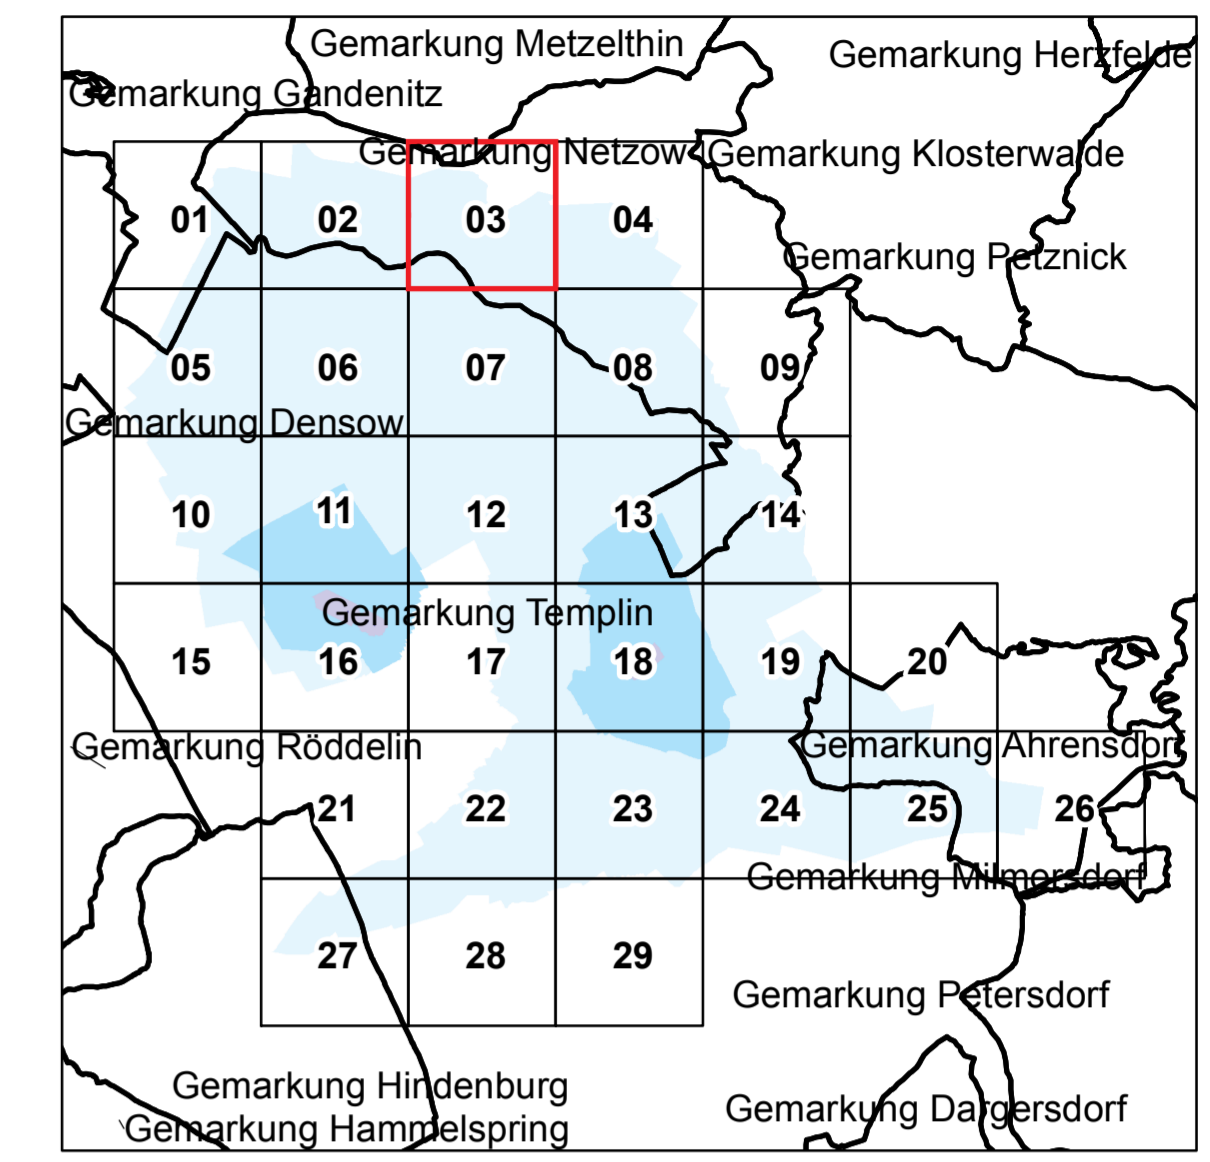 Gemarkung Metzelthin
Gemarkung Herzfelde
Gemarkung Gandenitz
Gemarkung Netzow
Gemarkung Klosterwalde
01
02
03
04
Gemarkung Petznick
05
06
07
08
09
Gemarkung Densow
10
11
12
13
14
Gemarkung Templin
15
16
17
18
19
20
Gemarkung Röddelin
Gemarkung Ahrensdorf
21
22
23
24
25
26
Gemarkung Milmersdorf
27
28
29
Gemarkung Petersdorf
Gemarkung Hindenburg
Gemarkung Dargersdorf
Gemarkung Hammelspring